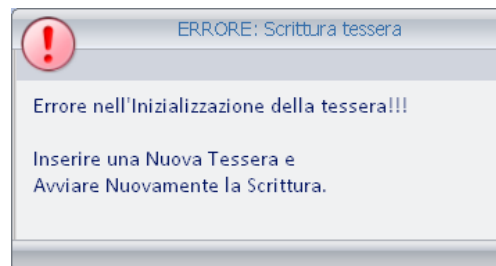 ERRORE: Scrittura tessera
Errore nell'Inizializzazione della tessera!!!
Inserire una Nuova Tessera e
Avviare Nuovamente la Scrittura.